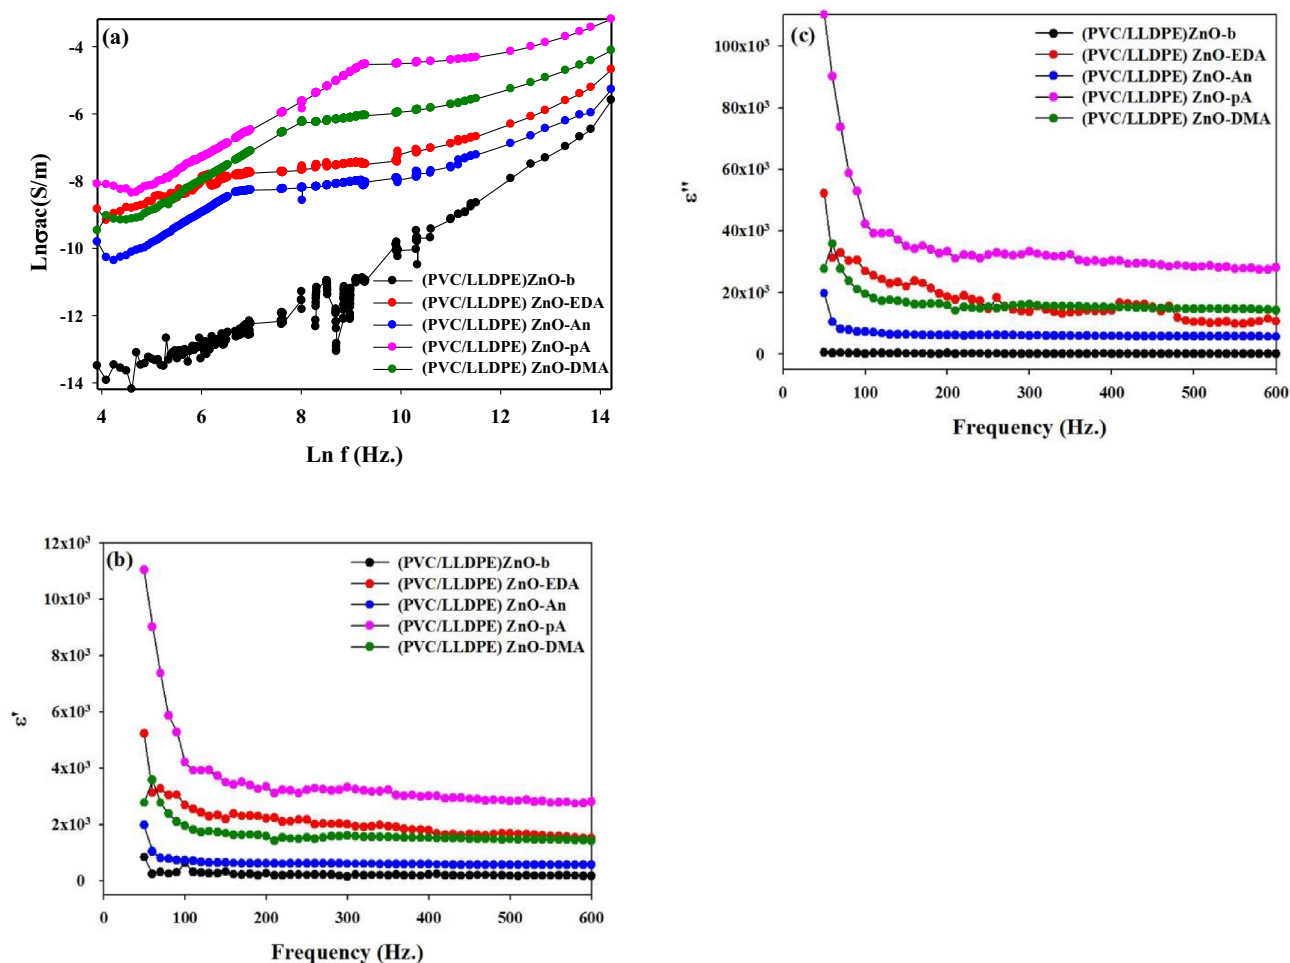 (a)
Lnσac(S/m)
-4
-6
-8
-10
-12
-14
4
6
8
10
12
14
Ln f (Hz.)
(PVC/LLDPE)ZnO-b
(PVC/LLDPE) ZnO-EDA
(PVC/LLDPE) ZnO-An
(PVC/LLDPE) ZnO-pA
(PVC/LLDPE) ZnO-DMA
(c)
ε''
100x10³
80x10³
60x10³
40x10³
20x10³
0
0
100
200
300
400
500
600
Frequency (Hz.)
(PVC/LLDPE)ZnO-b
(PVC/LLDPE) ZnO-EDA
(PVC/LLDPE) ZnO-An
(PVC/LLDPE) ZnO-pA
(PVC/LLDPE) ZnO-DMA
(b)
ε'
12x10³
10x10³
8x10³
6x10³
4x10³
2x10³
0
0
100
200
300
400
500
600
Frequency (Hz.)
(PVC/LLDPE)ZnO-b
(PVC/LLDPE) ZnO-EDA
(PVC/LLDPE) ZnO-An
(PVC/LLDPE) ZnO-pA
(PVC/LLDPE) ZnO-DMA